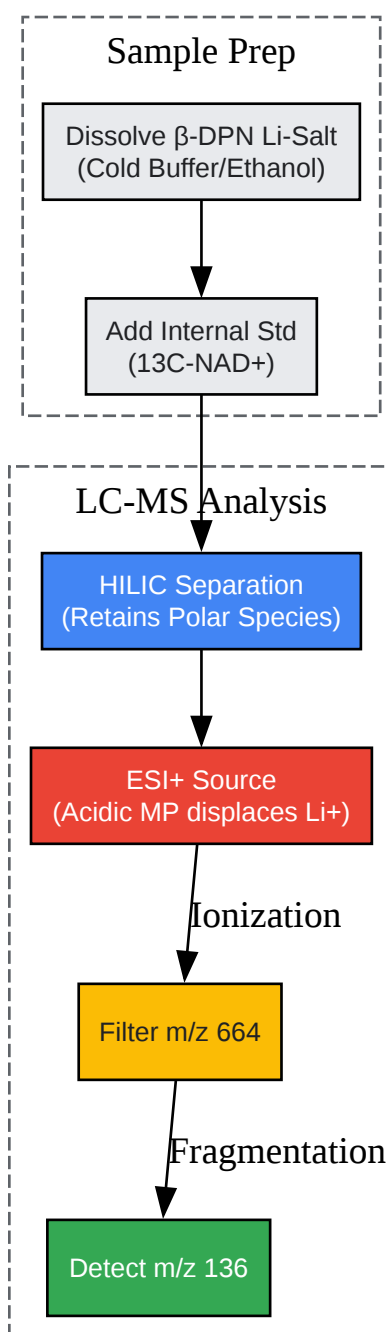 Sample Prep
Dissolve β-DPN Li-Salt
(Cold Buffer/Ethanol)
Add Internal Std
(13C-NAD+)
LC-MS Analysis
HILIC Separation
(Retains Polar Species)
ESI+ Source
(Acidic MP displaces Li+)
Ionization
Filter m/z 664
Fragmentation
Detect m/z 136